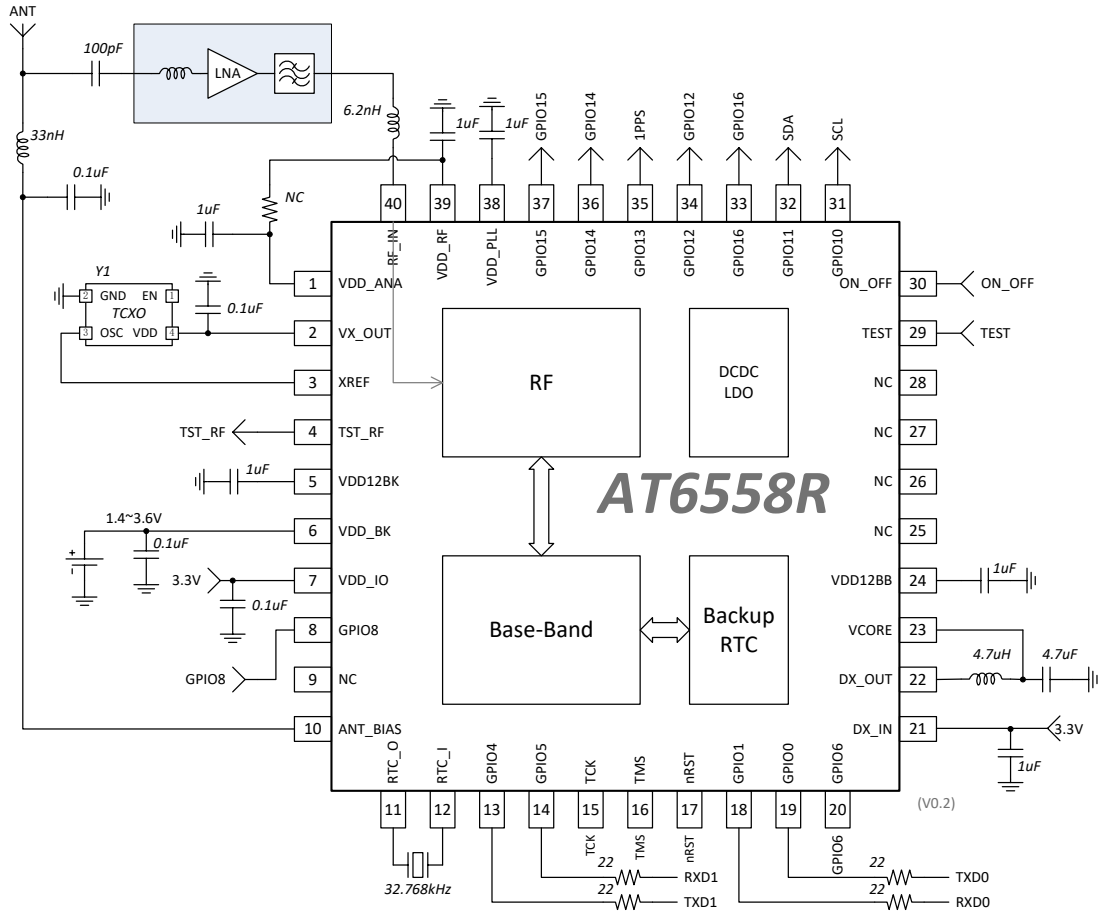 ANT
100pF
LNA
33nH
0.1uF
6.2nH
1uF
1uF
NC
1uF
GPIO15
GPIO14
1PPS
GPIO12
GPIO16
SDA
SCL
40
39
38
37
36
35
34
33
32
31
RF_IN
VDD_RF
VDD_PLL
GPIO15
GPIO14
GPIO13
GPIO12
GPIO16
GPIO11
GPIO10
Y1
2 GND EN 1
TCXO
3 OSC VDD 4
0.1uF
1 VDD_ANA
2 VX_OUT
3 XREF
TST_RF 4 TST_RF
1uF 5 VDD12BK
1.4~3.6V
+
-
0.1uF
6 VDD_BK
3.3V 7 VDD_IO
0.1uF
8 GPIO8
GPIO8 9 NC
10 ANT_BIAS
RF
DCDC
LDO
AT6558R
Base-Band
Backup
RTC
ON_OFF 30 ON_OFF
TEST 29 TEST
NC 28
NC 27
NC 26
NC 25
VDD12BB 24 1uF
VCORE 23
4.7uH 4.7uF
DX_OUT 22
DX_IN 21 3.3V
1uF
RTC_O
RTC_I
GPIO4
GPIO5
TCK
TMS
nRST
GPIO1
GPIO0
GPIO6
11
12
13
14
15
16
17
18
19
20
(V0.2)
TCK
TMS
nRST
GPIO6
32.768kHz
22 RXD1
22 TXD1
22 TXD0
22 RXD0